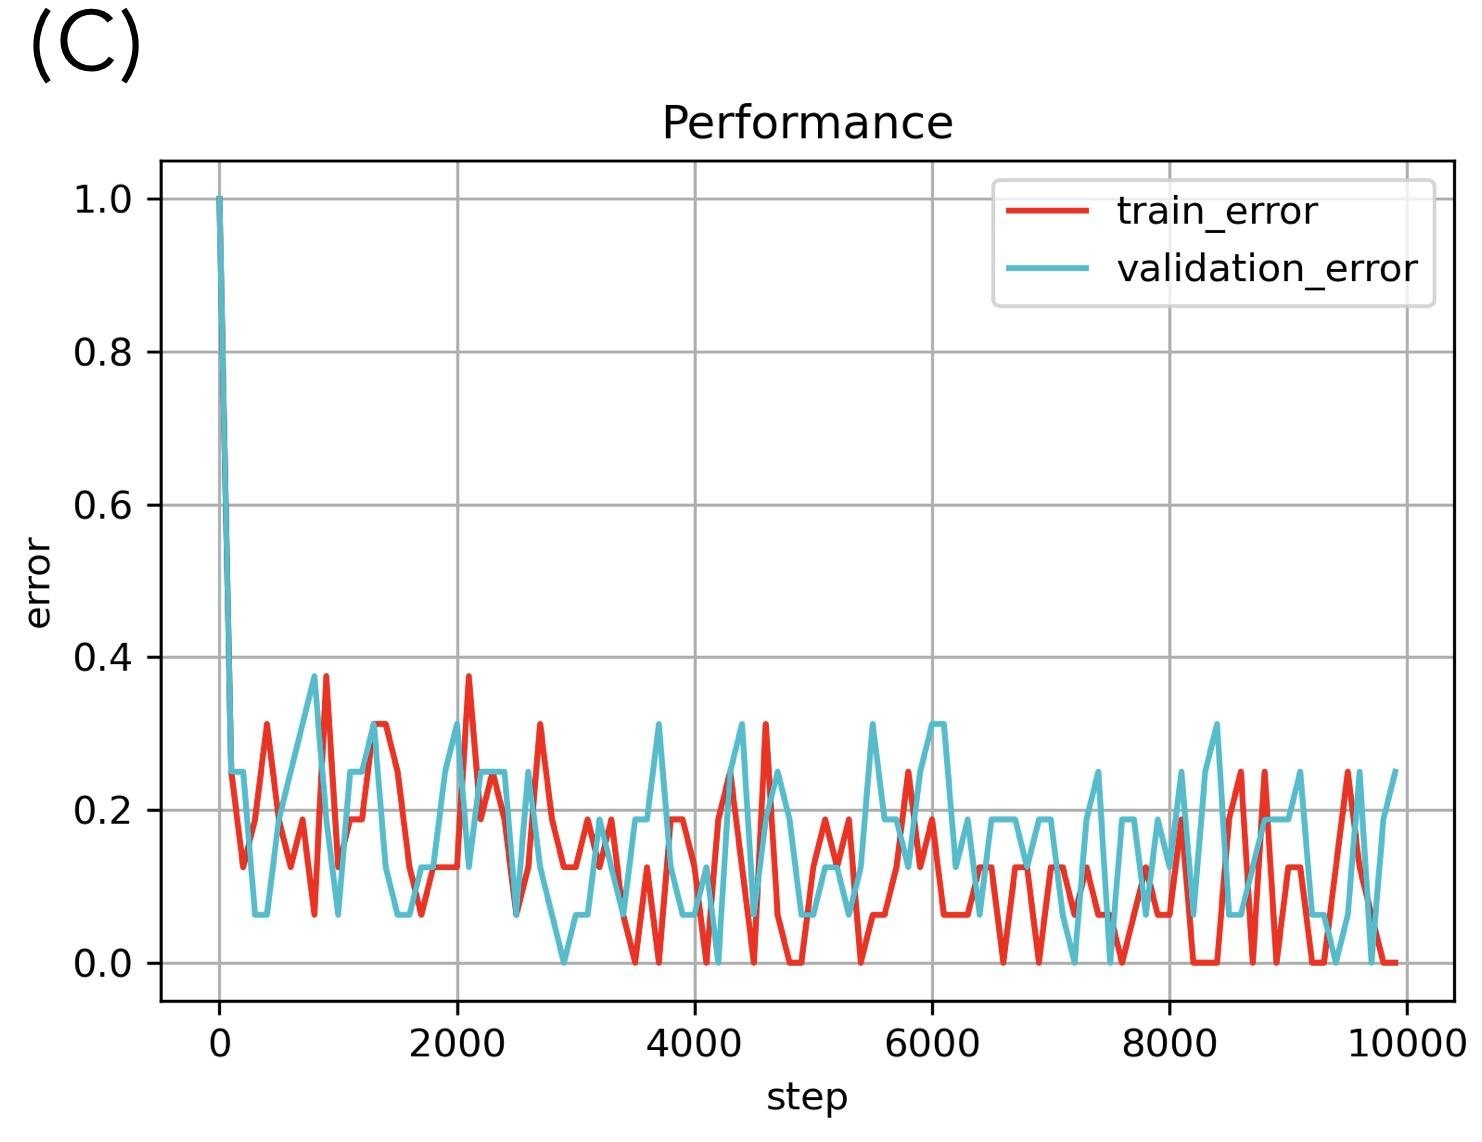 (C)
Performance
1.0
0.8
0.6
0.4
0.2
0.0
error
train_error
validation_error
0 2000 4000 6000 8000 10000
step